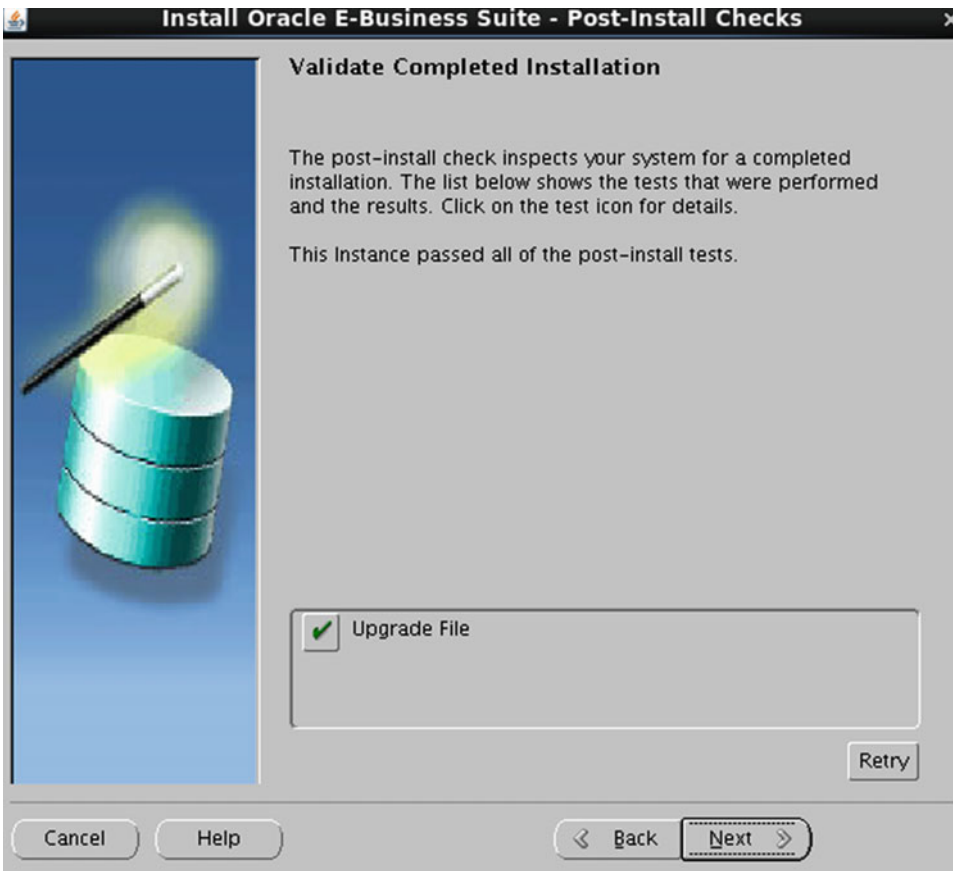 Install Oracle E-Business Suite - Post-Install Checks
Validate Completed Installation
The post-install check inspects your system for a completed
installation. The list below shows the tests that were performed
and the results. Click on the test icon for details.
This Instance passed all of the post-install tests.
Upgrade File
Retry
Cancel Help Back Next